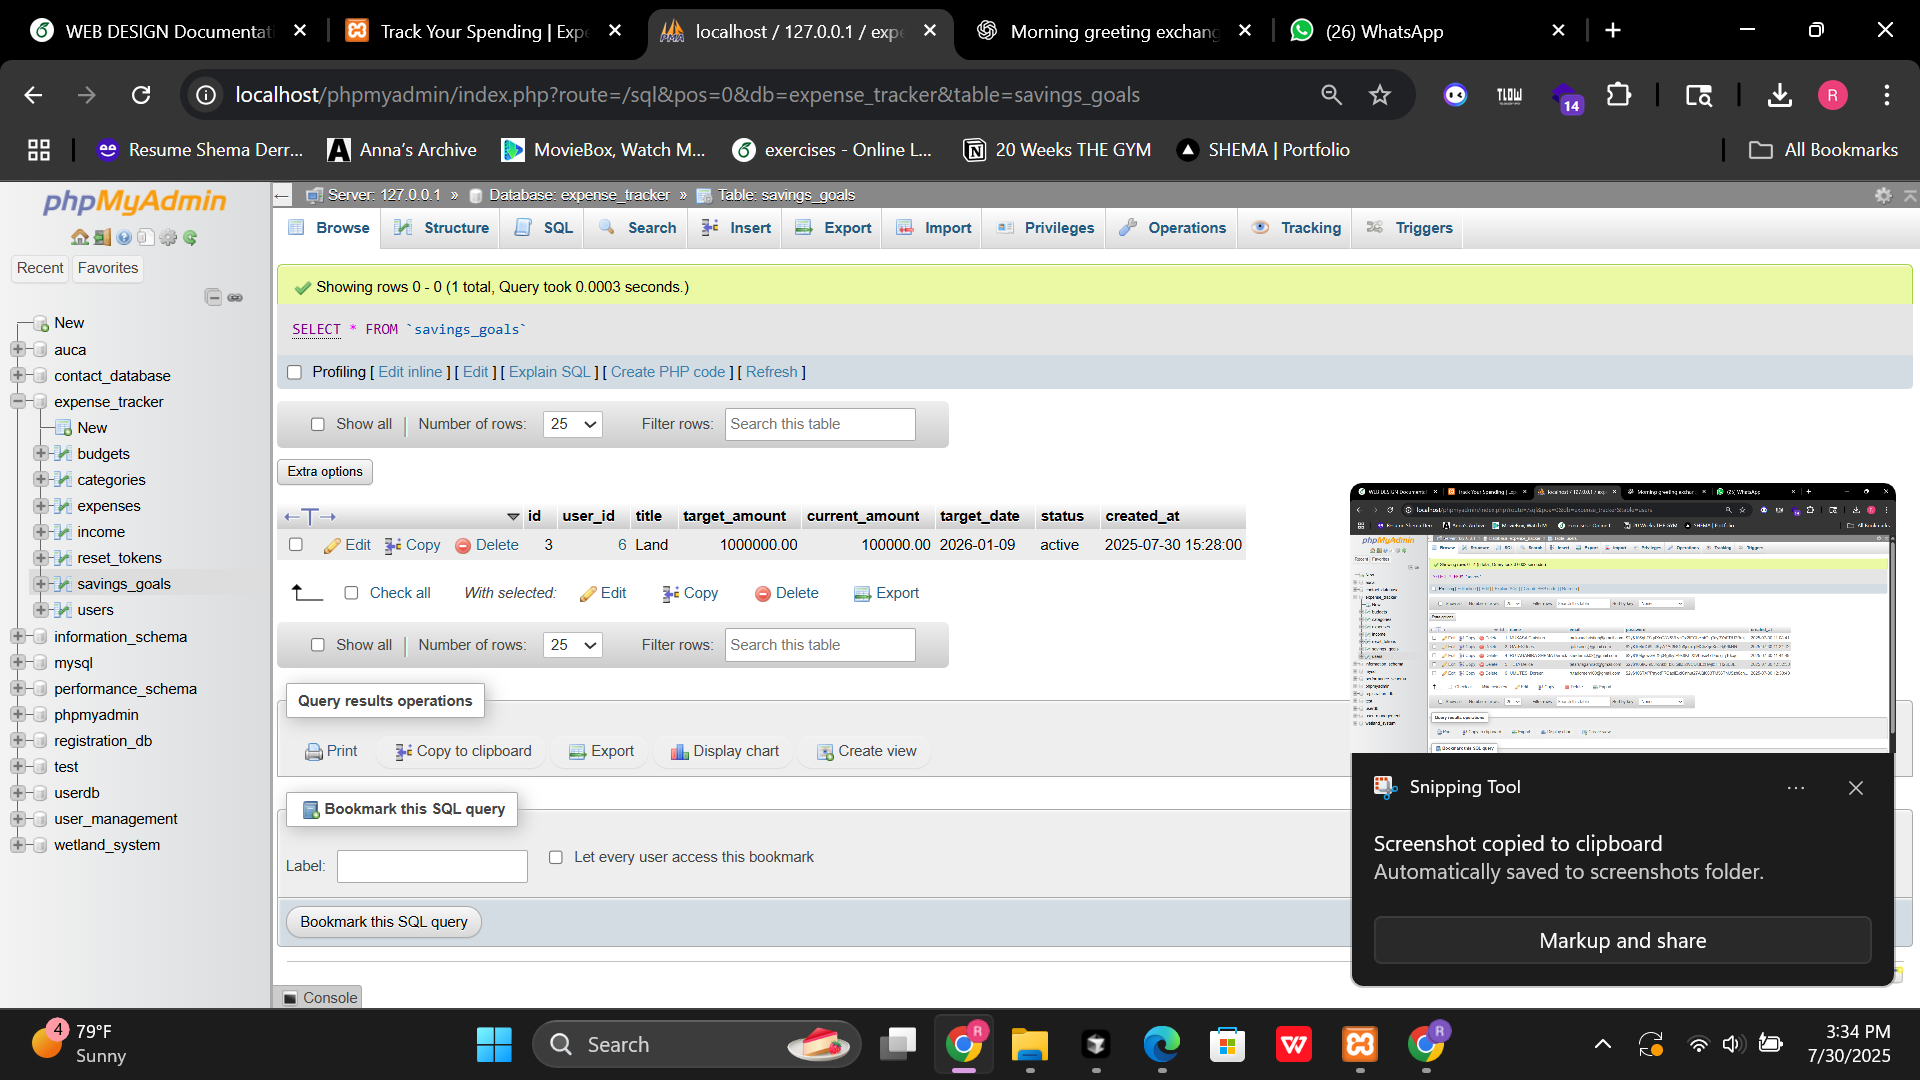 WEB DESIGN Documentati
Track Your Spending | Expe
localhost / 127.0.0.1 / expe
Morning greeting exchang
(26) WhatsApp
localhost/phpmyadmin/index.php?route=/sql&pos=0&db=expense_tracker&table=savings_goals
TLOW
14
R
Resume Shema Derr...
Anna's Archive
MovieBox, Watch M...
exercises - Online L...
20 Weeks THE GYM
SHEMA | Portfolio
All Bookmarks
phpMyAdmin
Recent
Favorites
New
auca
contact_database
expense_tracker
New
budgets
categories
expenses
income
reset_tokens
savings_goals
users
information_schema
mysql
performance_schema
phpmyadmin
registration_db
test
userdb
user_management
wetland_system
Server: 127.0.0.1 » Database: expense_tracker » Table: savings_goals
Browse Structure SQL Search Insert Export Import Privileges Operations Tracking Triggers
Showing rows 0 - 0 (1 total, Query took 0.0003 seconds.)
SELECT * FROM `savings_goals`
Profiling [ Edit inline ] [ Edit ] [ Explain SQL ] [ Create PHP code ] [ Refresh ]
Show all | Number of rows: 25 Filter rows: Search this table
Extra options
id user_id title target_amount current_amount target_date status created_at
Edit Copy Delete 3 6 Land 1000000.00 100000.00 2026-01-09 active 2025-07-30 15:28:00
Check all With selected: Edit Copy Delete Export
Show all | Number of rows: 25 Filter rows: Search this table
Query results operations
Print Copy to clipboard Export Display chart Create view
Bookmark this SQL query
Label:
Let every user access this bookmark
Bookmark this SQL query
Console
Snipping Tool
Screenshot copied to clipboard
Automatically saved to screenshots folder.
Markup and share
4
79°F
Sunny
Search
R
R
3:34 PM
7/30/2025